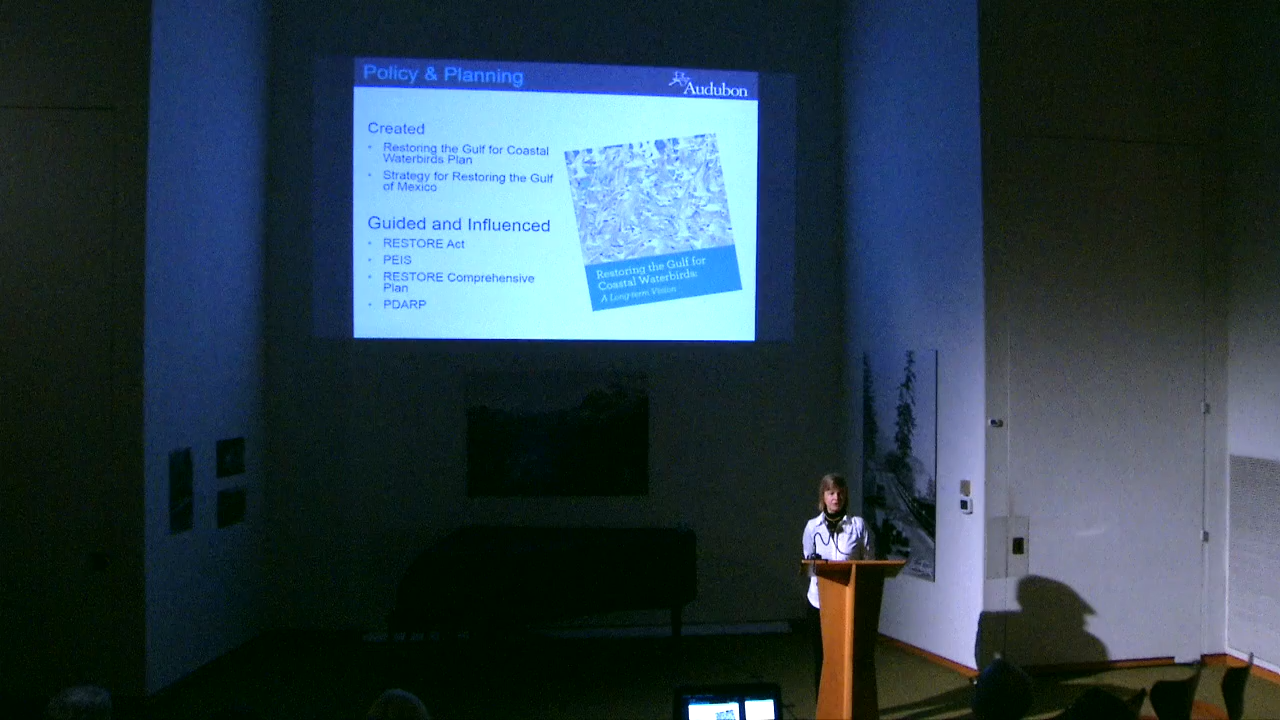 Policy & Planning
Audubon
Created
• Restoring the Gulf for Coastal
Waterbirds Plan
• Strategy for Restoring the Gulf
of Mexico
Guided and Influenced
• RESTORE Act
• PEIS
• RESTORE Comprehensive
Plan
• PDARP
Restoring the Gulf for
Coastal Waterbirds:
A Long-term Vision